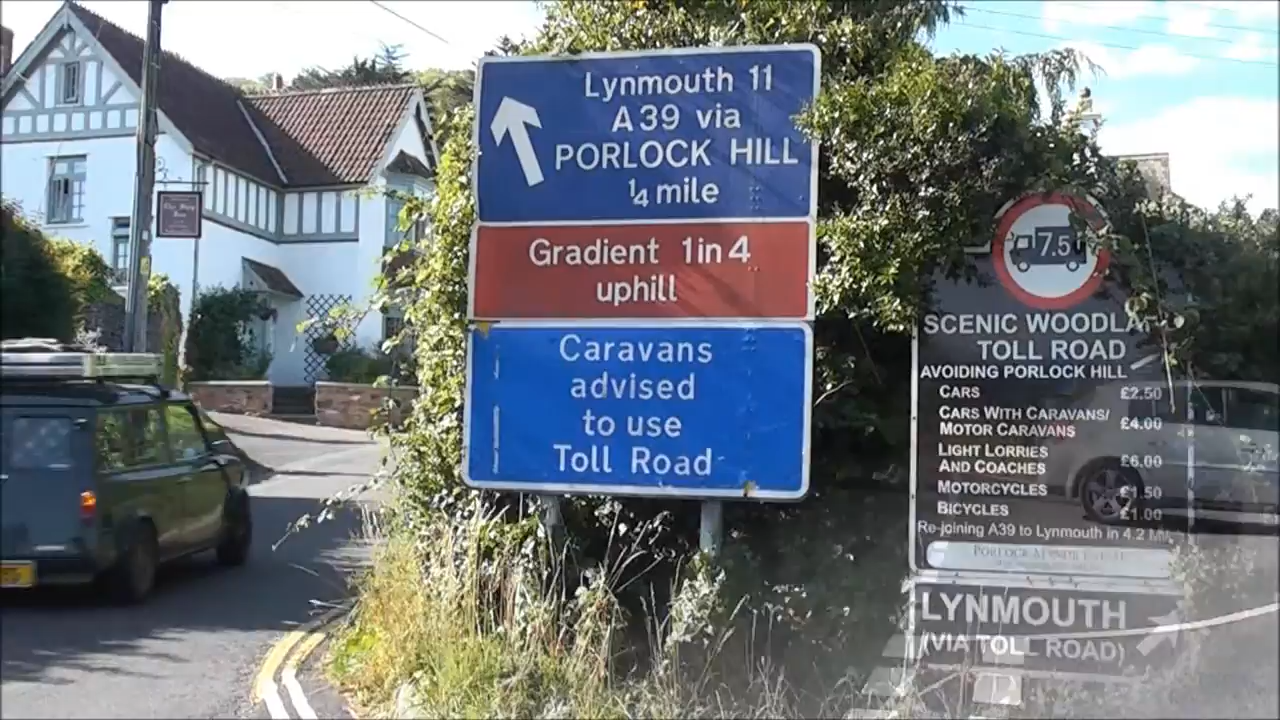 Lynmouth 11
A39 via
PORLOCK HILL
¼ mile
Gradient 1 in 4
uphill
Caravans
advised
to use
Toll Road
7.5
SCENIC WOODLA
TOLL ROAD
AVOIDING PORLOCK HILL
CARS £2.50
CARS WITH CARAVANS/
MOTOR CARAVANS £4.00
LIGHT LORRIES
AND COACHES £6.00
MOTORCYCLES £1.50
BICYCLES £1.00
Re-joining A39 to Lynmouth in 4.2
LYNMOUTH
(VIA TOLL ROAD)